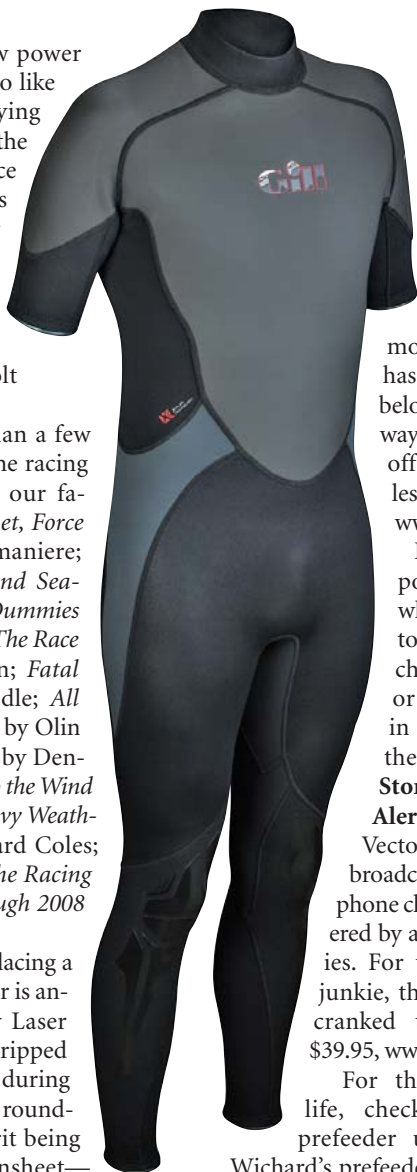 w power
o like
ying
the
ce
s
olt
an a few
ne racing
our fa-
et, Force
maniere;
nd Sea-
Dummies
The Race
n; Fatal
dle; All
by Olin
by Den-
the Wind
vy Weath-
ard Coles;
he Racing
ugh 2008
lacing a
r is an-
Laser
ripped
during
round-
rit being
nsheet—
Gill
mo
has
belo
way
off
les
ww
po
wh
to
ch
or
in
the
Stor
Aler
Vecto
broadc
phone cl
ered by a
ies. For
junkie, th
cranked
$39.95, ww
For th
life, check
prefeeder
Wichard's prefeed